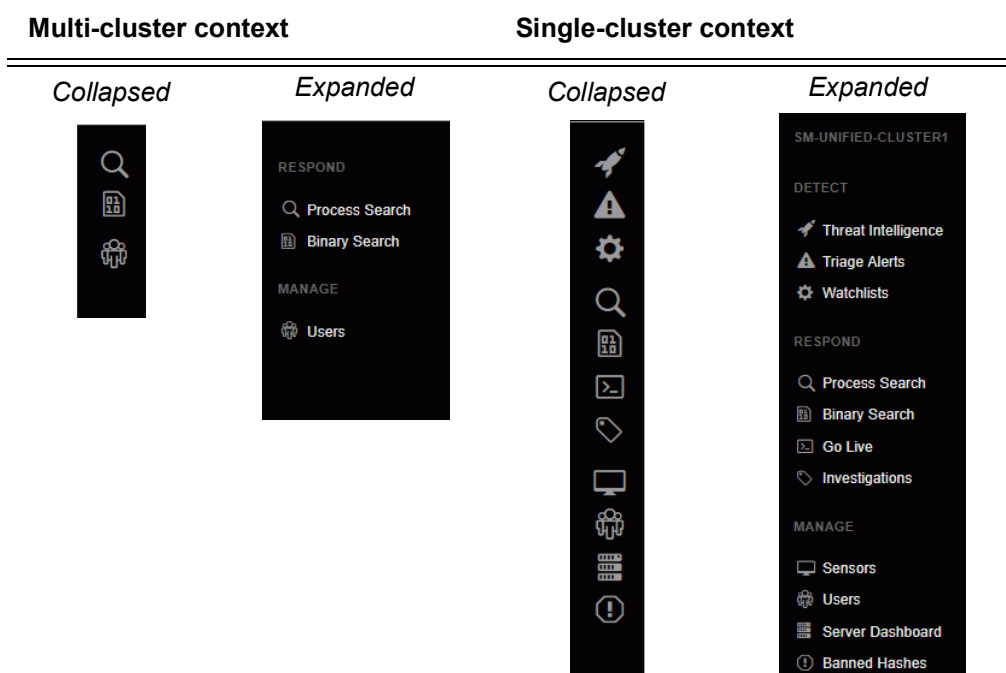 Multi-cluster context
Single-cluster context
Collapsed
Expanded
Collapsed
Expanded
RESPOND
Process Search
Binary Search
MANAGE
Users
SM-UNIFIED-CLUSTER1
DETECT
Threat Intelligence
Triage Alerts
Watchlists
RESPOND
Process Search
Binary Search
Go Live
Investigations
MANAGE
Sensors
Users
Server Dashboard
Banned Hashes